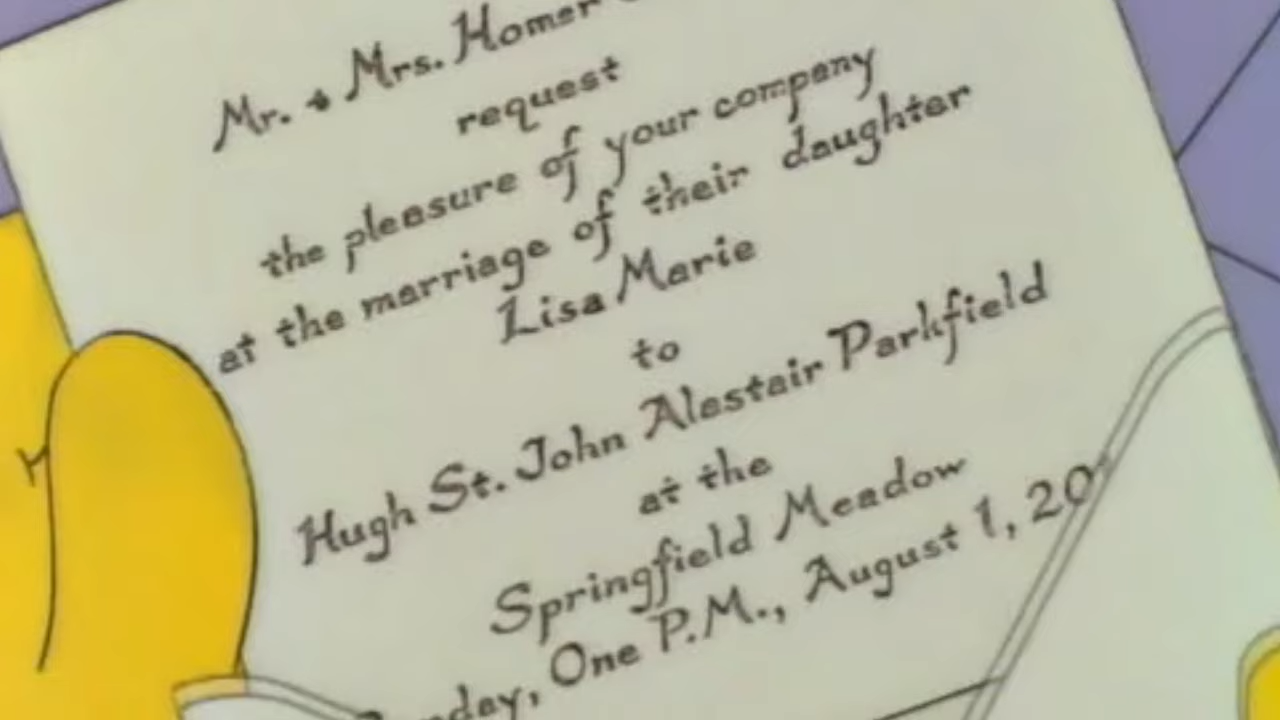 Mr. & Mrs. Homer
request
the pleasure of your company
at the marriage of their daughter
Lisa Marie
to
Hugh St. John Alastair Parkfield
at the
Springfield Meadow
One P.M., August 1, 20